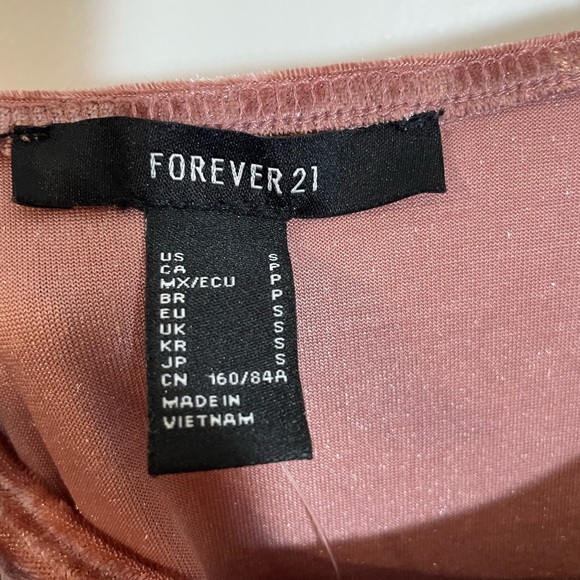 FOREVER 21
US S
CA P
MX/ECU P
BR P
EU S
UK S
KR S
JP S
CN 160/84A
MADE IN
VIETNAM